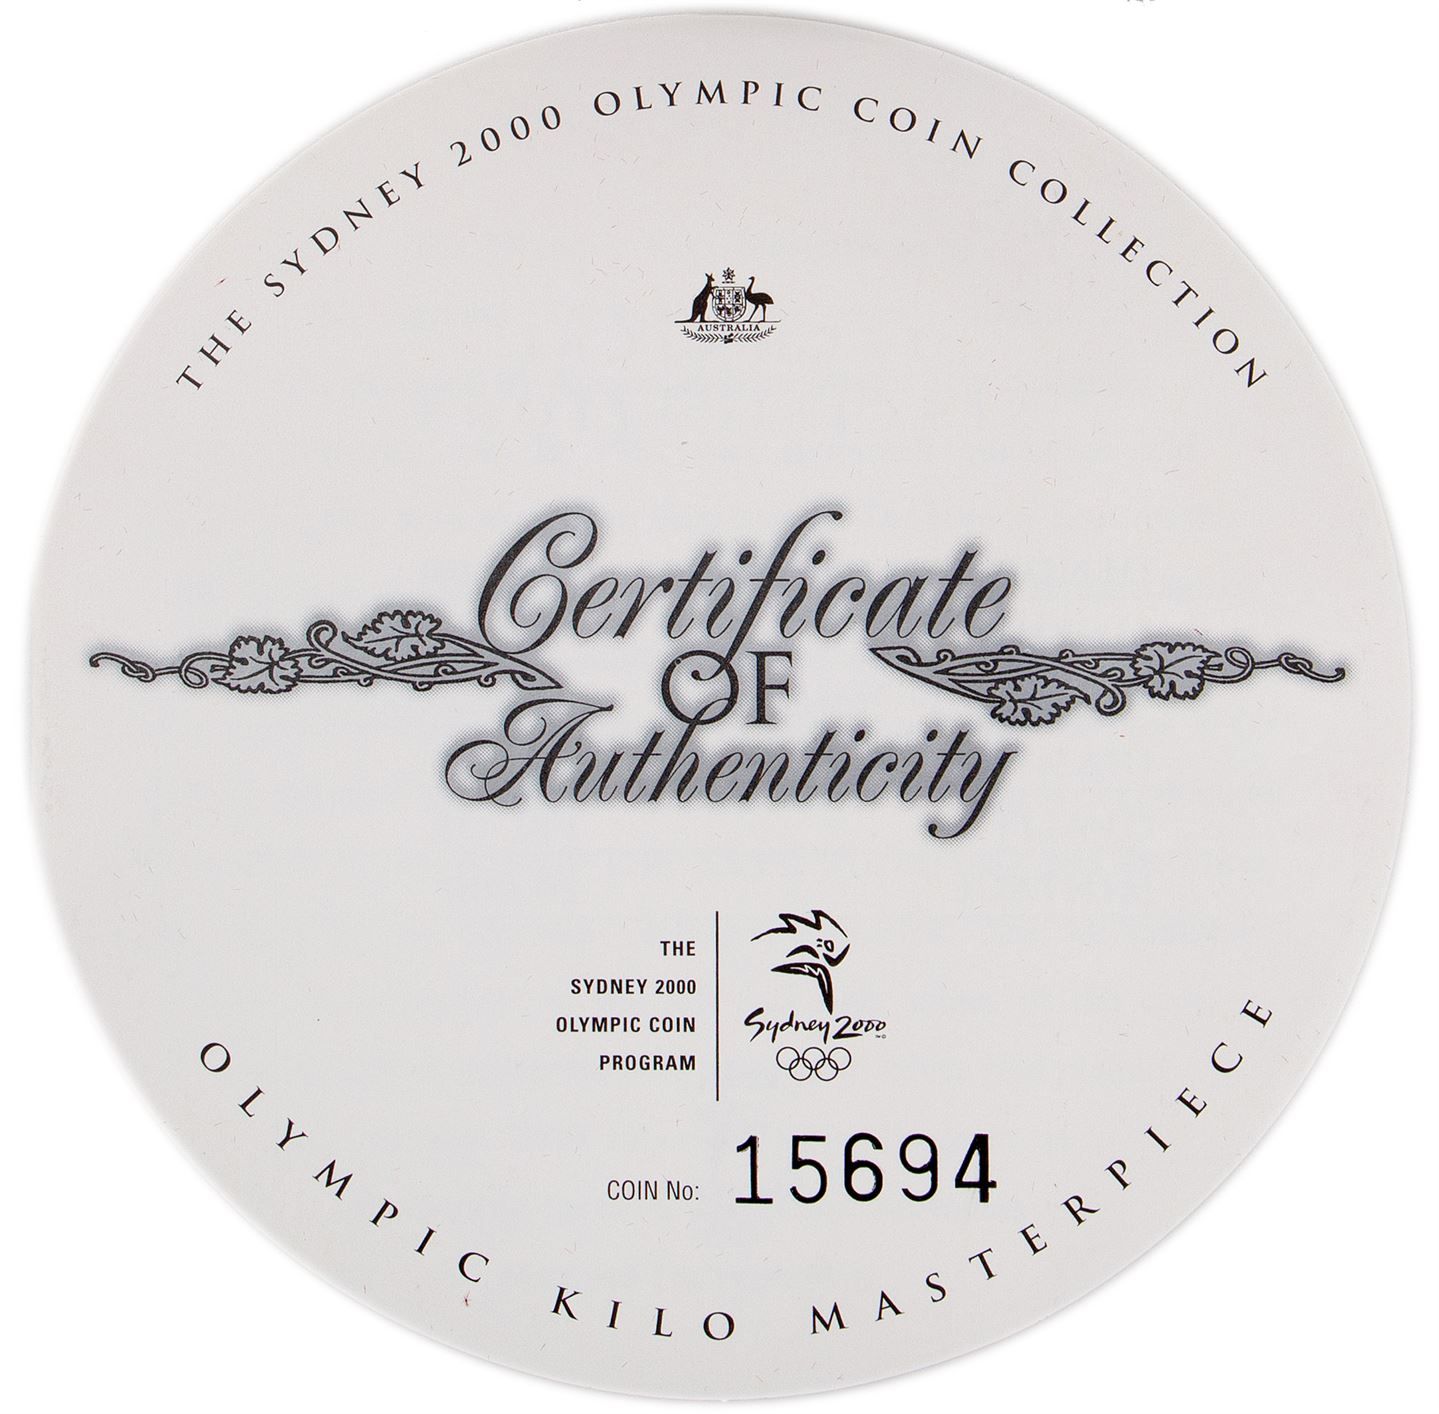 THE SYDNEY 2000 OLYMPIC COIN COLLECTION
AUSTRALIA
Certificate
OF
Authenticity
THE
SYDNEY 2000
OLYMPIC COIN
PROGRAM
Sydney 2000
COIN No: 15694
OLYMPIC KILO MASTERPIECE